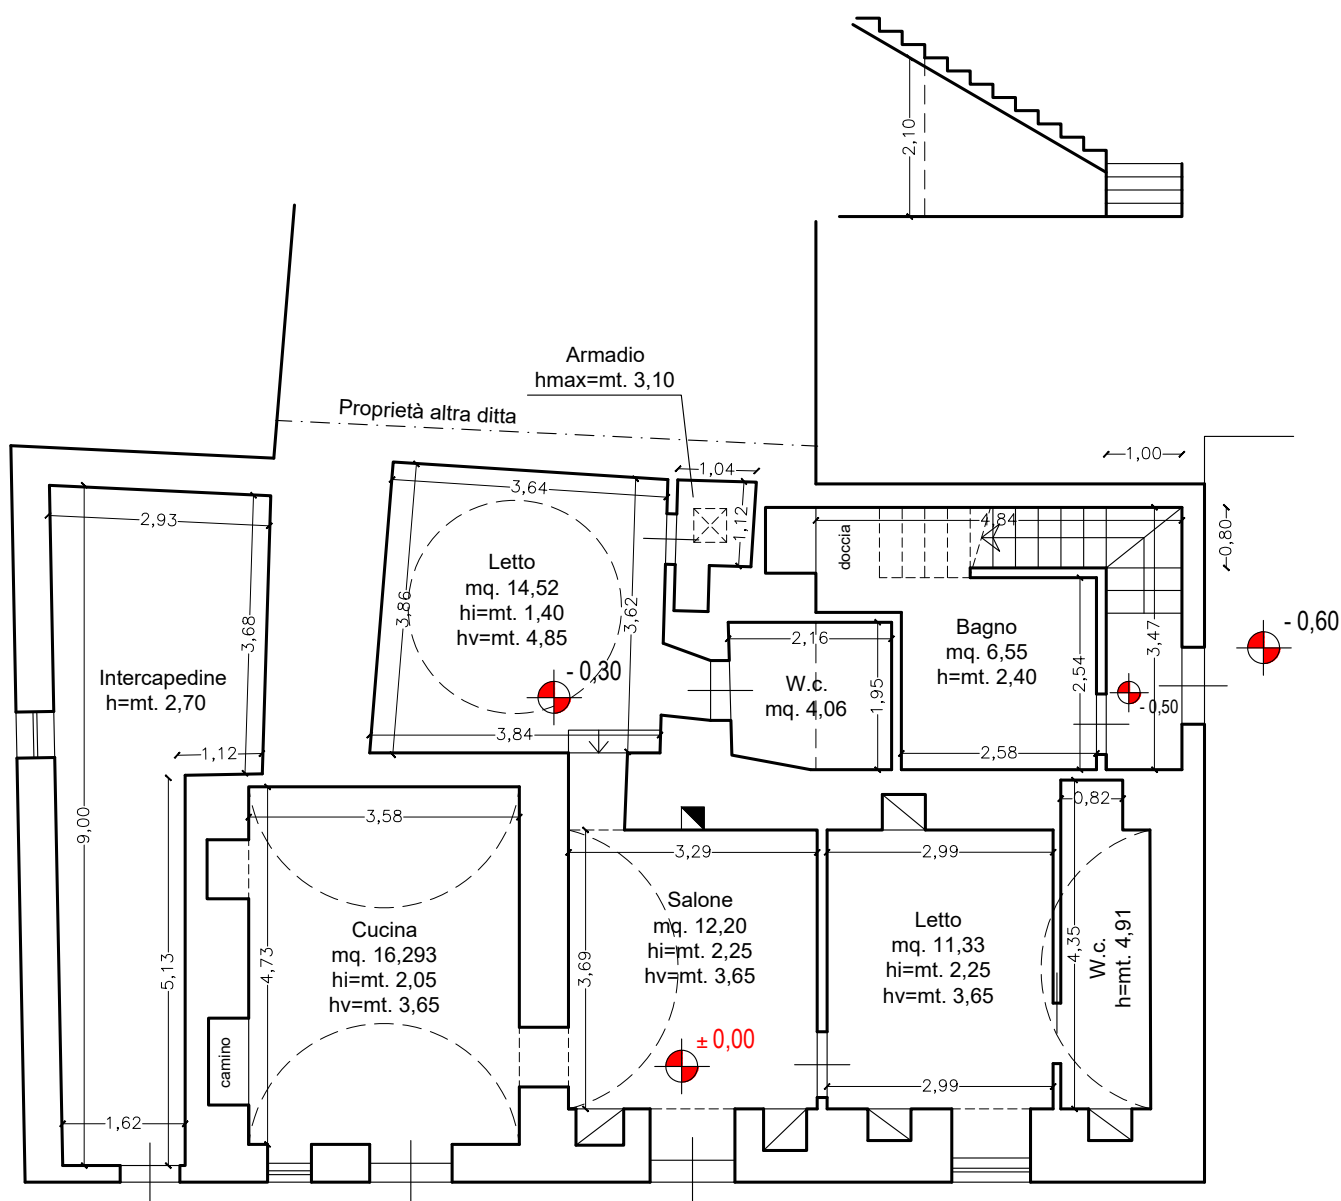 2,10
Armadio
hmax=mt. 3,10
Proprietà altra ditta
1,00
1,04
3,64
2,93
1,12
4,84
0,80
doccia
Letto
mq. 14,52
hi=mt. 1,40
hv=mt. 4,85
3,86
3,62
3,68
- 0,30
2,16
W.c.
mq. 4,06
1,95
Bagno
mq. 6,55
h=mt. 2,40
2,54
3,47
- 0,60
- 0,50
Intercapedine
h=mt. 2,70
1,12
3,84
2,58
9,00
3,58
3,29
2,99
0,82
Cucina
mq. 16,293
hi=mt. 2,05
hv=mt. 3,65
4,73
5,13
Salone
mq. 12,20
hi=mt. 2,25
hv=mt. 3,65
3,69
Letto
mq. 11,33
hi=mt. 2,25
hv=mt. 3,65
4,35
W.c.
h=mt. 4,91
± 0,00
camino
2,99
1,62